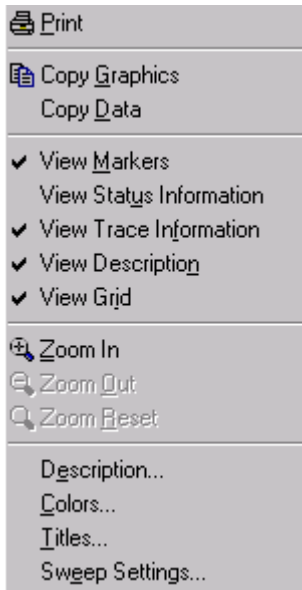 Print
Copy Graphics
Copy Data
View Markers
View Status Information
View Trace Information
View Description
View Grid
Zoom In
Zoom Out
Zoom Reset
Description...
Colors...
Titles...
Sweep Settings...